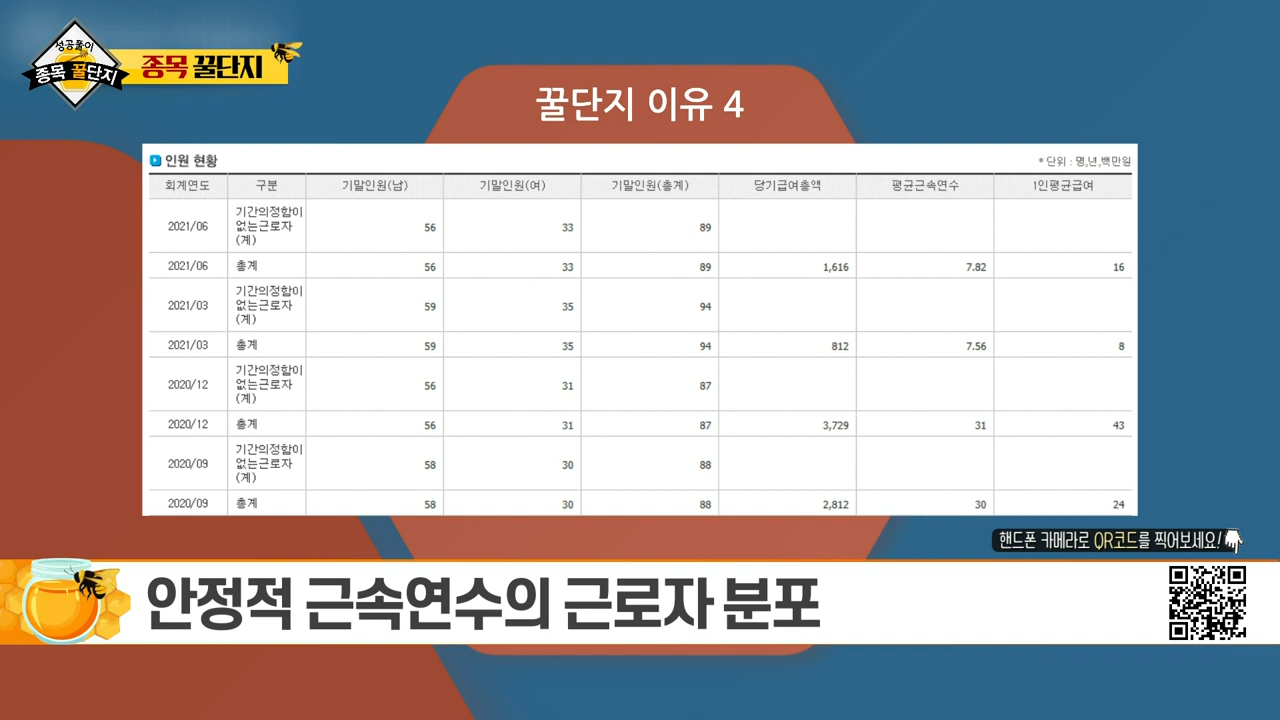 성공풀이
종목 꿀단지
종목 꿀단지
꿀단지 이유 4
인원 현황
* 단위 : 명,년,백만원
회계연도 구분 기말인원(남) 기말인원(여) 기말인원(총계) 당기급여총액 평균근속연수 1인평균급여
2021/06 기간의정함이 없는근로자 (계) 56 33 89
2021/06 총계 56 33 89 1,616 7.82 16
2021/03 기간의정함이 없는근로자 (계) 59 35 94
2021/03 총계 59 35 94 812 7.56 8
2020/12 기간의정함이 없는근로자 (계) 56 31 87
2020/12 총계 56 31 87 3,729 31 43
2020/09 기간의정함이 없는근로자 (계) 58 30 88
2020/09 총계 58 30 88 2,812 30 24
핸드폰 카메라로 QR코드를 찍어보세요!
안정적 근속연수의 근로자 분포